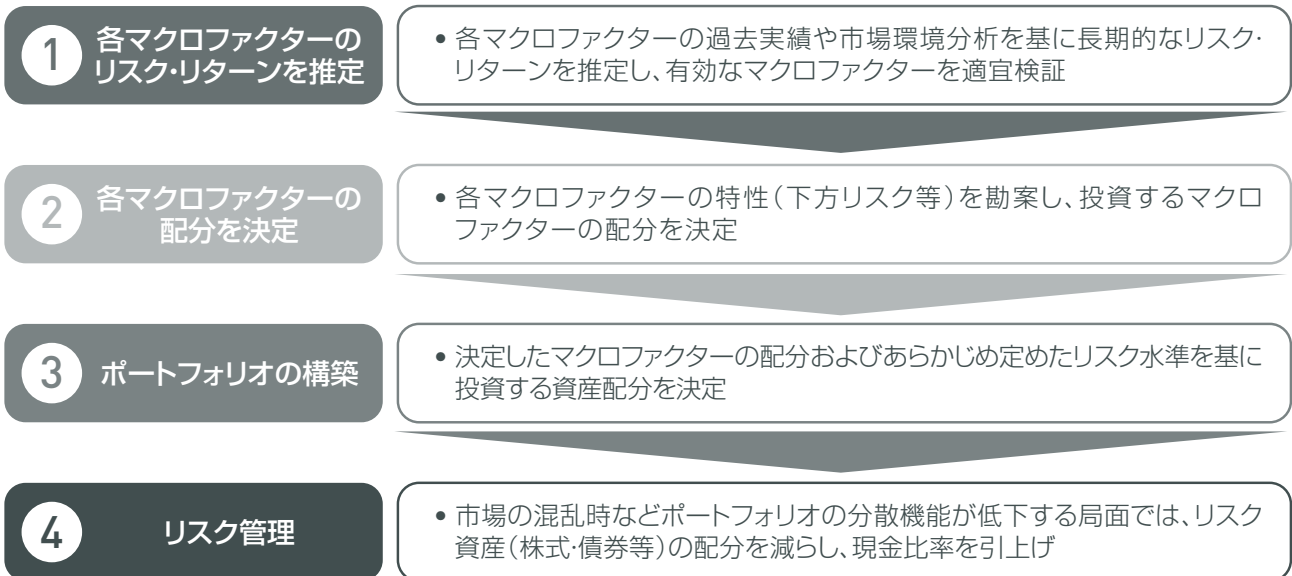 1
各マクロファクターの
リスク・リターンを推定
• 各マクロファクターの過去実績や市場環境分析を基に長期的なリスク・
リターンを推定し、有効なマクロファクターを適宜検証
2
各マクロファクターの
配分を決定
• 各マクロファクターの特性(下方リスク等)を勘案し、投資するマクロ
ファクターの配分を決定
3
ポートフォリオの構築
• 決定したマクロファクターの配分およびあらかじめ定めたリスク水準を基に
投資する資産配分を決定
4
リスク管理
• 市場の混乱時などポートフォリオの分散機能が低下する局面では、リスク
資産(株式・債券等)の配分を減らし、現金比率を引上げ